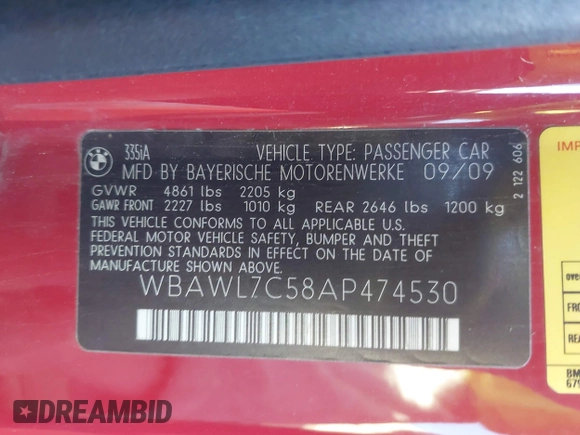 BMW
335iA VEHICLE TYPE: PASSENGER CAR
MFD BY BAYERISCHE MOTORENWERKE 09/09
GVWR 4861 lbs 2205 kg
GAWR FRONT 2227 lbs 1010 kg REAR 2646 lbs 1200 kg
THIS VEHICLE CONFORMS TO ALL APPLICABLE U.S.
FEDERAL MOTOR VEHICLE SAFETY, BUMPER AND THEFT
PREVENTION STANDARDS IN EFFECT ON THE DATE OF
MANUFACTURE SHOWN ABOVE.
WBAWL7C58AP474530
2 122 606
DREAMBID